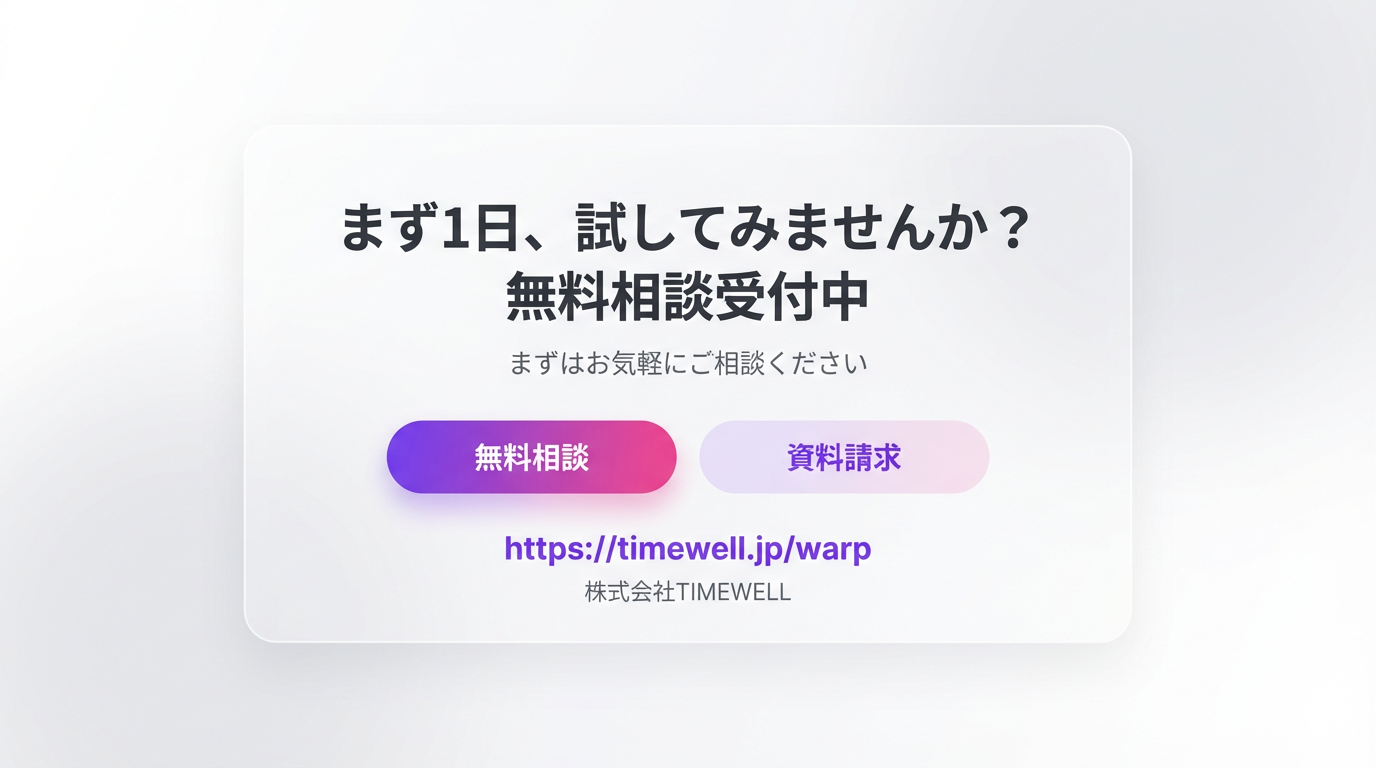 まず1日、試してみませんか？
無料相談受付中
まずはお気軽にご相談ください
無料相談
資料請求
https://timewell.jp/warp
株式会社TIMEWELL